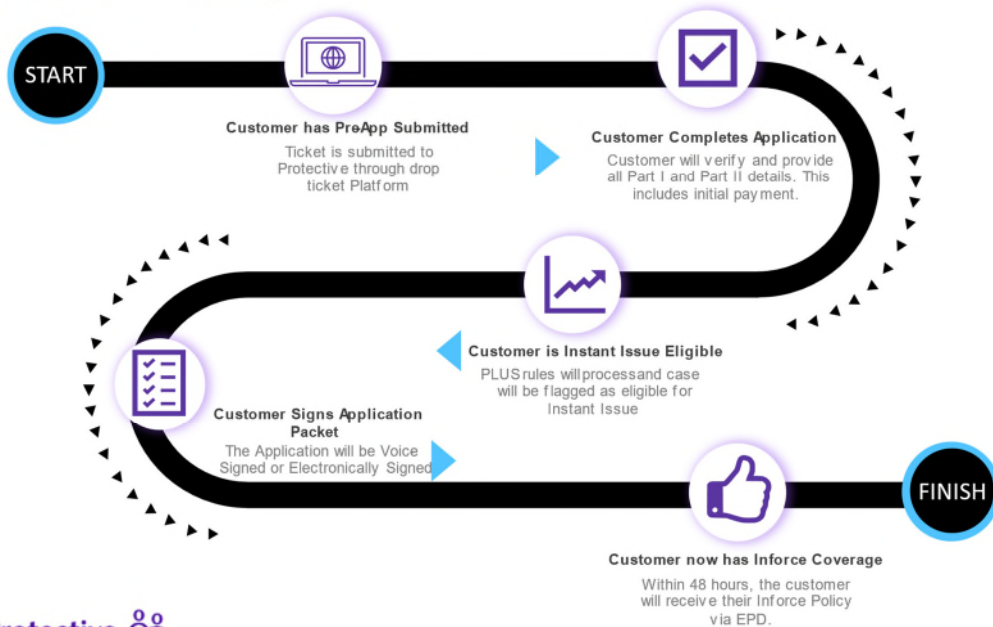 START
Customer has Pre-App Submitted
Ticket is submitted to
Protective through drop
ticket Platform
Customer Completes Application
Customer will verify and provide
all Part I and Part II details. This
includes initial payment.
Customer is Instant Issue Eligible
PLUS rules will process and case
will be flagged as eligible for
Instant Issue
Customer Signs Application
Packet
The Application will be Voice
Signed or Electronically Signed
FINISH
Customer now has Inforce Coverage
Within 48 hours, the customer
will receive their Inforce Policy
via EPD.